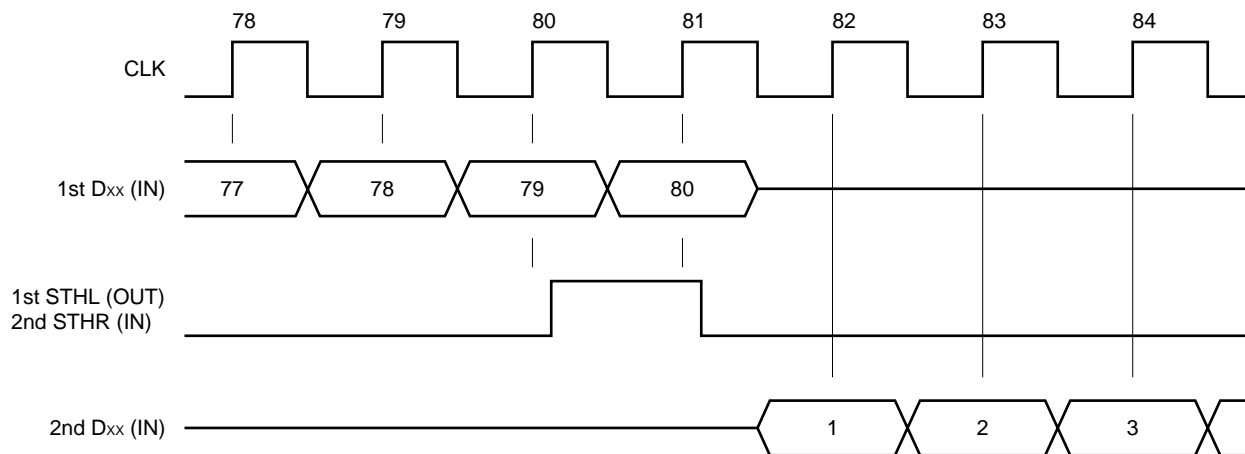 78 79 80 81 82 83 84
CLK
1st Dxx (IN) 77 78 79 80
1st STHL (OUT)
2nd STHR (IN)
2nd Dxx (IN) 1 2 3